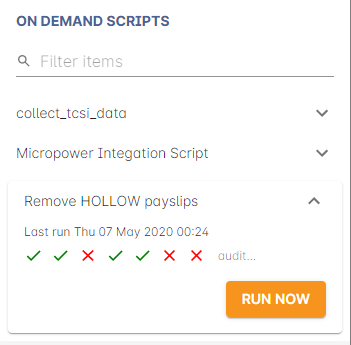 ON DEMAND SCRIPTS
Filter items
collect_tcsi_data
Micropower Integation Script
Remove HOLLOW payslips
Last run Thu 07 May 2020 00:24
audit...
RUN NOW